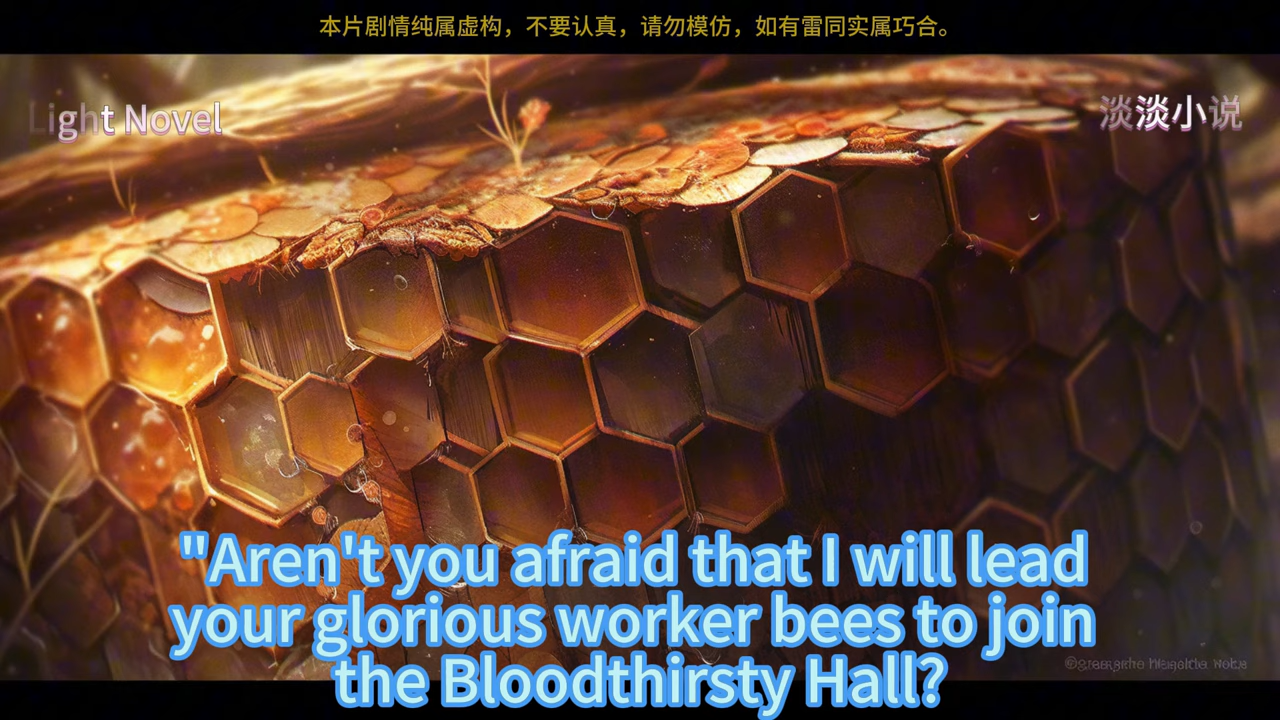 本片剧情纯属虚构，不要认真，请勿模仿，如有雷同实属巧合。
Light Novel
淡淡小说
"Aren't you afraid that I will lead
your glorious worker bees to join
the Bloodthirsty Hall?